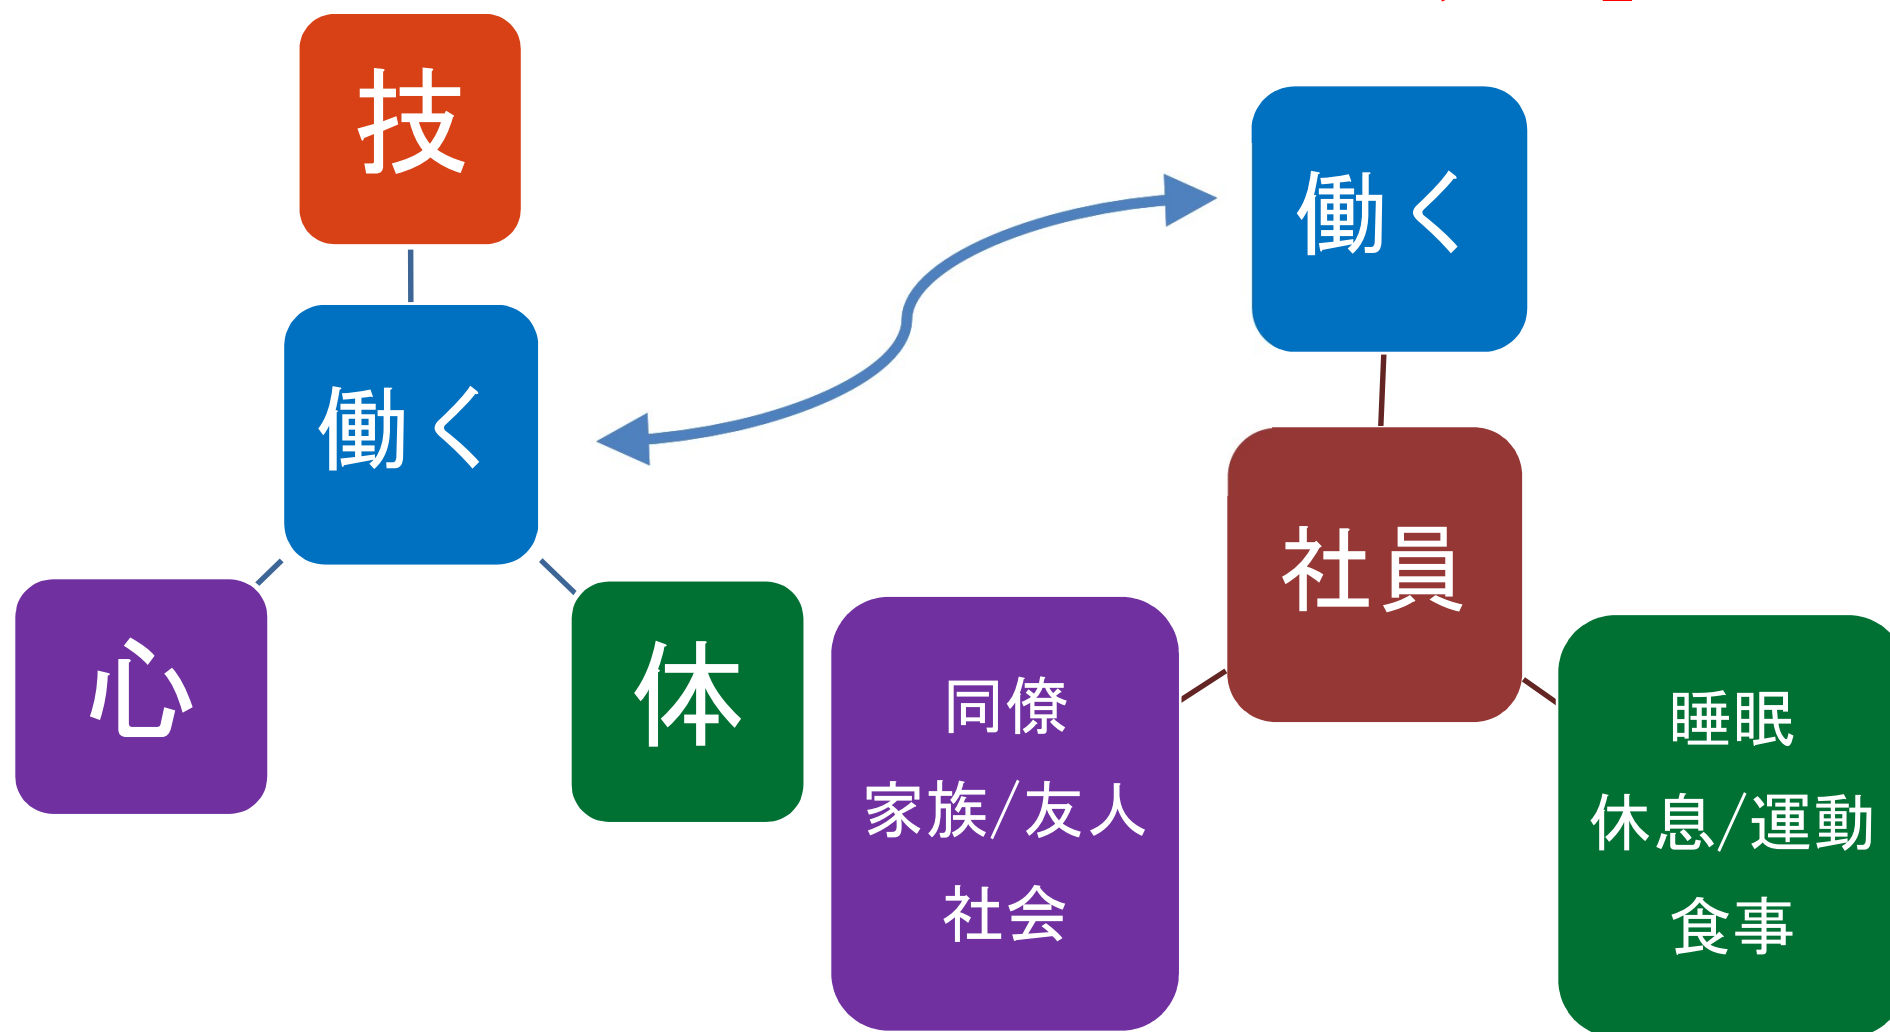 技
働く
心
体
働く
社員
同僚
家族/友人
社会
睡眠
休息/運動
食事